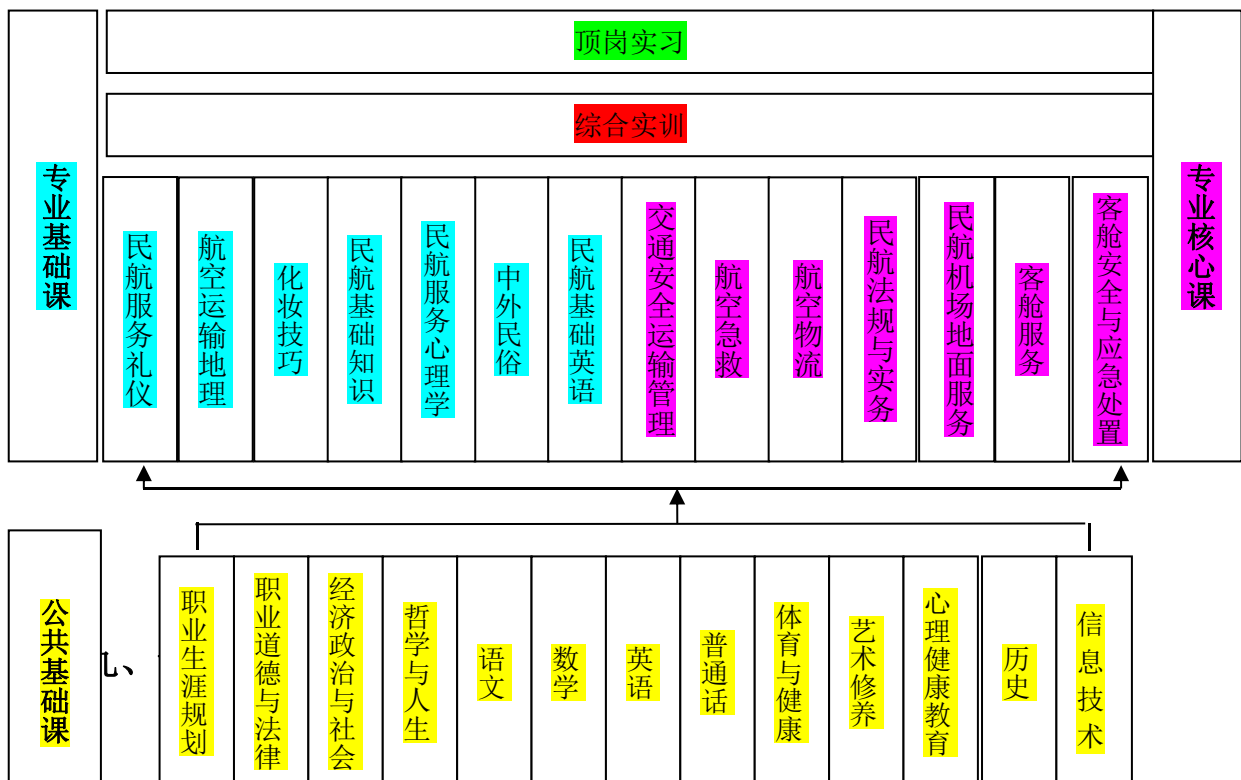 顶岗实习
综合实训
专业基础课
民航服务礼仪
航空运输地理
化妆技巧
民航基础知识
民航服务心理学
中外民俗
民航基础英语
交通安全运输管理
航空急救
航空物流
民航法规与实务
民航机场地面服务
客舱服务
客舱安全与应急处置
专业核心课
公共基础课
职业生涯规划
职业道德与法律
经济政治与社会
哲学与人生
语文
数学
英语
普通话
体育与健康
艺术修养
心理健康教育
历史
信息技术